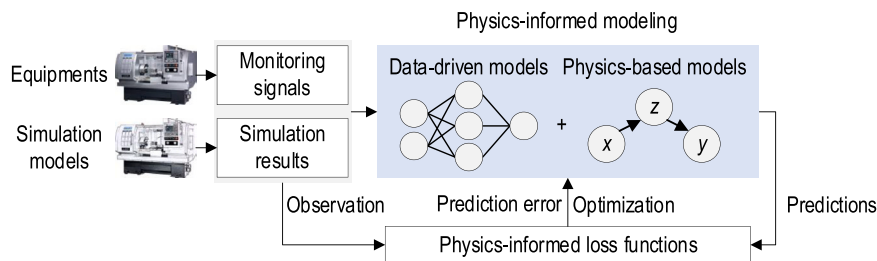 Physics-informed modeling
Equipments
Monitoring
signals
Data-driven models
Physics-based models
Simulation
models
Simulation
results
+
x
z
y
Observation
Prediction error
Optimization
Predictions
Physics-informed loss functions